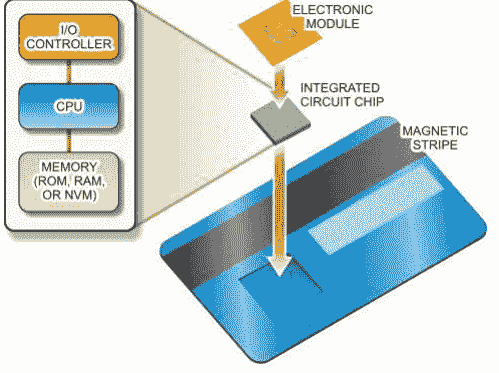 I/O
CONTROLLER
CPU
MEMORY
(ROM, RAM,
OR NVM)
ELECTRONIC
MODULE
INTEGRATED
CIRCUIT CHIP
MAGNETIC
STRIPE